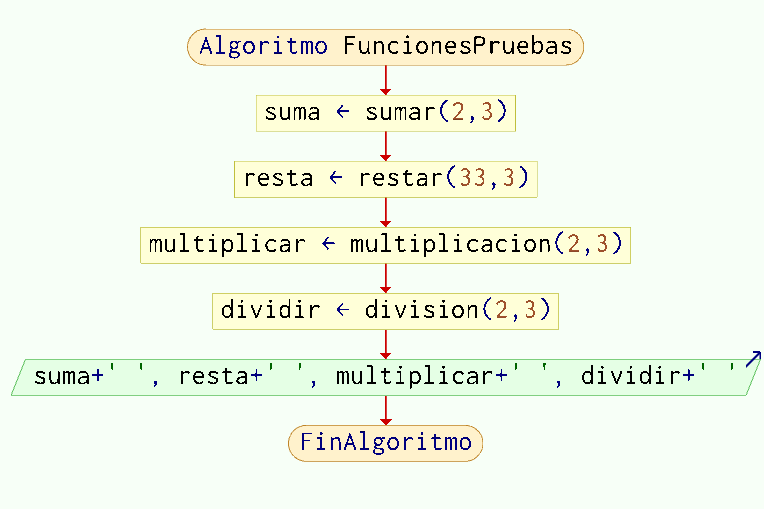 Algoritmo FuncionesPruebas
suma ← sumar(2,3)
resta ← restar(33,3)
multiplicar ← multiplicacion(2,3)
dividir ← division(2,3)
suma+' ', resta+' ', multiplicar+' ', dividir+' '
FinAlgoritmo